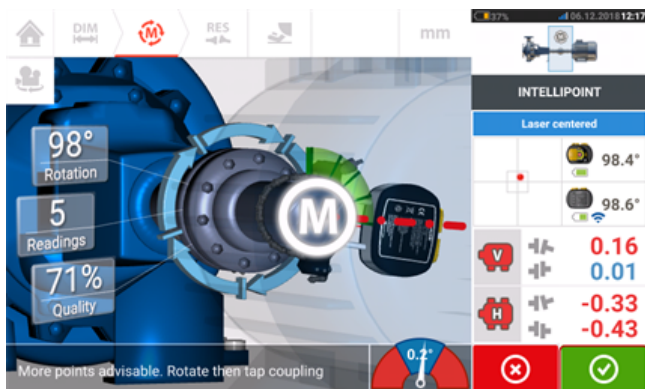 37%
06.12.2018 12:17
DIM
M
RES
mm
INTELLIPOINT
Laser centered
98°
Rotation
5
Readings
71%
Quality
M
98.4°
98.6°
V
0.16
0.01
H
-0.33
-0.43
0.2°
More points advisable. Rotate then tap coupling